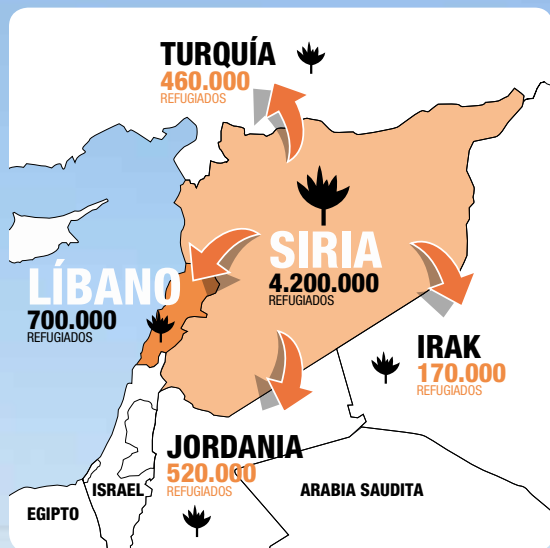 TURQUÍA
460.000
REFUGIADOS
SIRIA
4.200.000
REFUGIADOS
LÍBANO
700.000
REFUGIADOS
IRAK
170.000
REFUGIADOS
JORDANIA
520.000
REFUGIADOS
ISRAEL
ARABIA SAUDITA
EGIPTO